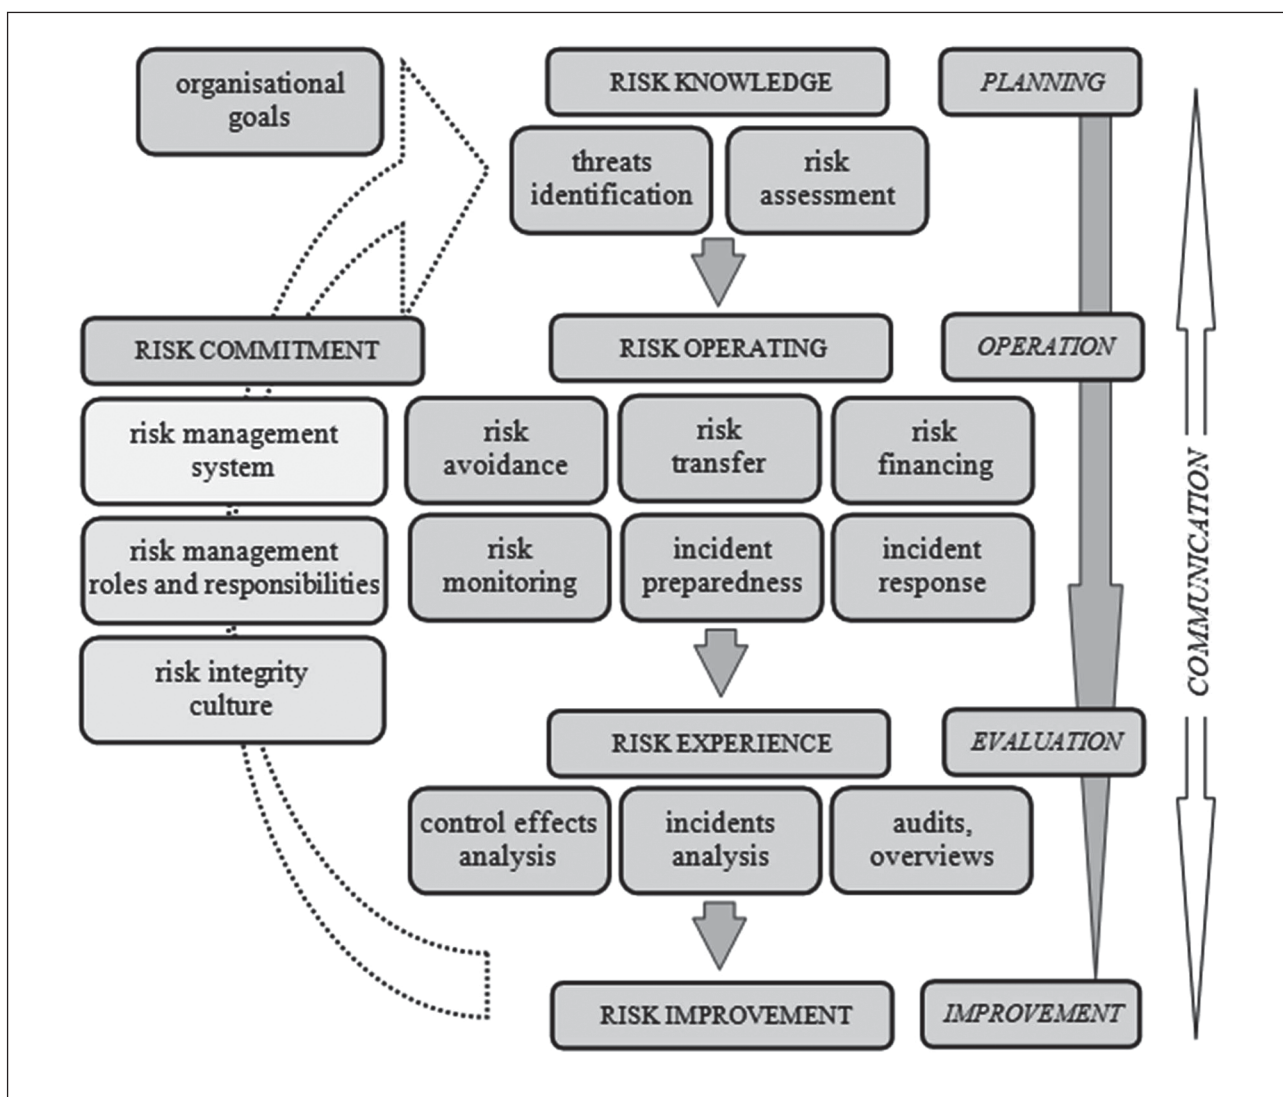 organisational
goals
RISK KNOWLEDGE
PLANNING
threats
identification
risk
assessment
RISK COMMITMENT
RISK OPERATING
OPERATION
risk management
system
risk
avoidance
risk
transfer
risk
financing
risk management
roles and responsibilities
risk
monitoring
incident
preparedness
incident
response
risk integrity
culture
COMMUNICATION
RISK EXPERIENCE
EVALUATION
control effects
analysis
incidents
analysis
audits,
overviews
RISK IMPROVEMENT
IMPROVEMENT